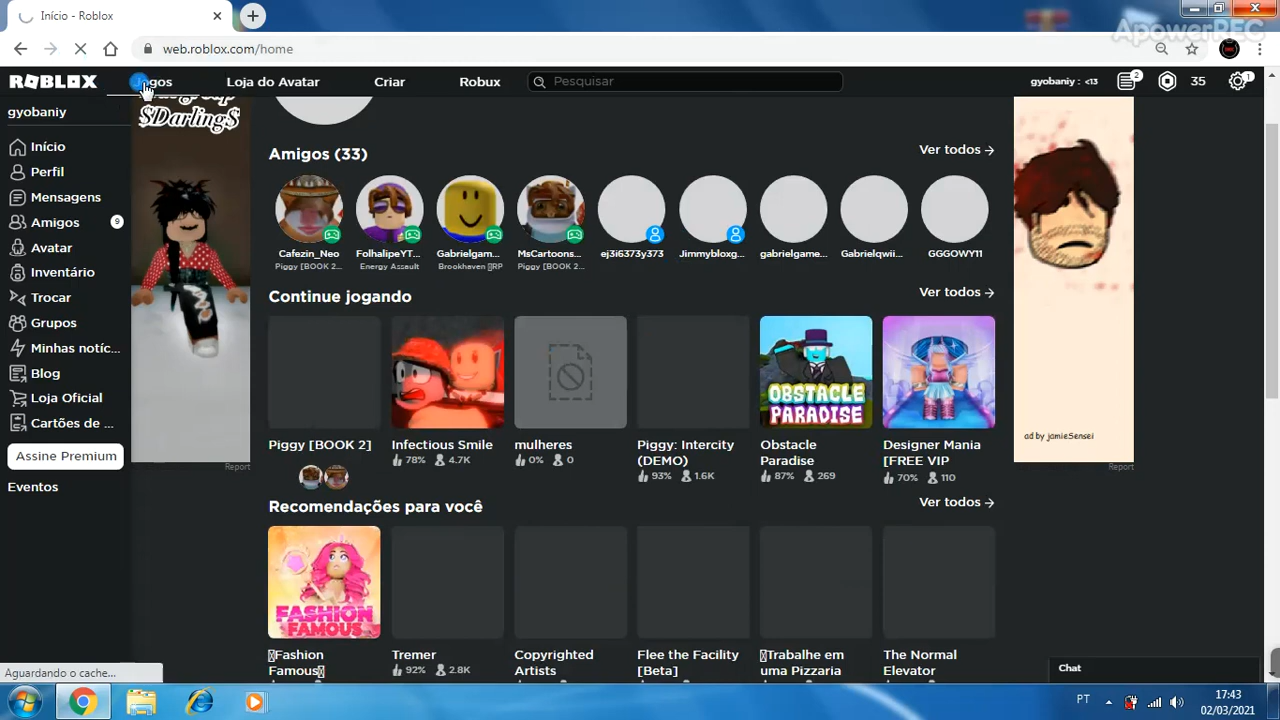 Início - Roblox
ApowerREC
web.roblox.com/home
ROBLOX
Jogos
Loja do Avatar
Criar
Robux
Pesquisar
gyobaniy : <13
2
35
1
gyobaniy
Início
Perfil
Mensagens
Amigos
9
Avatar
Inventário
Trocar
Grupos
Minhas notíc...
Blog
Loja Oficial
Cartões de ...
Assine Premium
Eventos
$Darling$
Report
Amigos (33)
Ver todos
Cafezin_Neo
Piggy [BOOK 2...
FolhalipeYT...
Energy Assault
Gabrielgam...
Brookhaven []RP
MsCartoons...
Piggy [BOOK 2...
ej3i6373y373
Jimmybloxg...
gabrielgame...
Gabrielqwii...
GGGOWY11
Continue jogando
Ver todos
OBSTACLE
PARADISE
Piggy [BOOK 2]
Infectious Smile
78% 4.7K
mulheres
0% 0
Piggy: Intercity
(DEMO)
93% 1.6K
Obstacle
Paradise
87% 269
Designer Mania
[FREE VIP
70% 110
Recomendações para você
Ver todos
FASHION
FAMOUS
Fashion
Famous
Tremer
92% 2.8K
Copyrighted
Artists
Flee the Facility
[Beta]
Trabalhe em
uma Pizzaria
The Normal
Elevator
ad by jamieSensei
Report
Chat
Aguardando o cache...
PT
17:43
02/03/2021